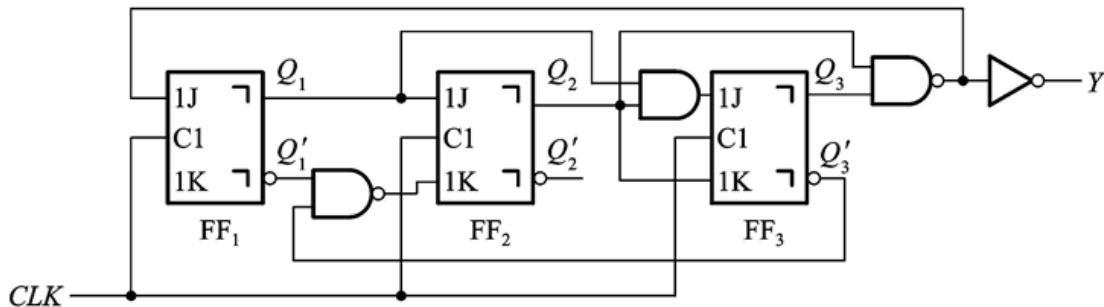 Q₁ Q₂ Q₃ Y
1J 1J 1J
C1 Q₁′ C1 Q₂′ C1 Q₃′
1K 1K 1K
FF₁ FF₂ FF₃
CLK